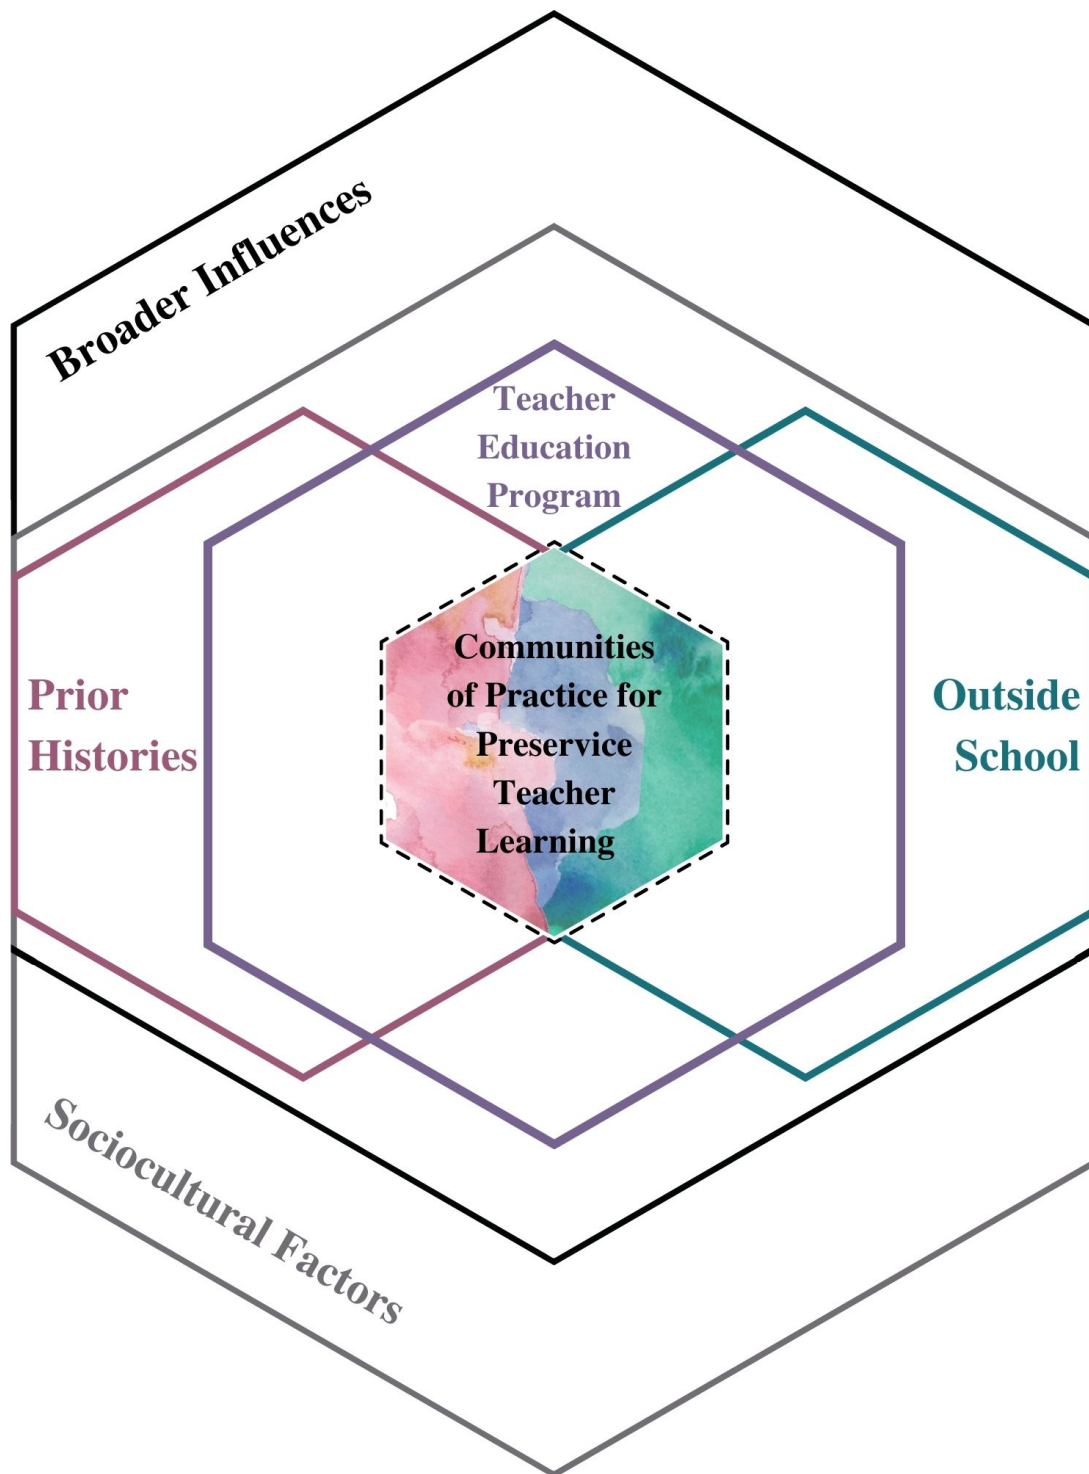 Broader Influences
Teacher
Education
Program
Communities
of Practice for
Preservice
Teacher
Learning
Prior
Histories
Outside
School
Sociocultural Factors